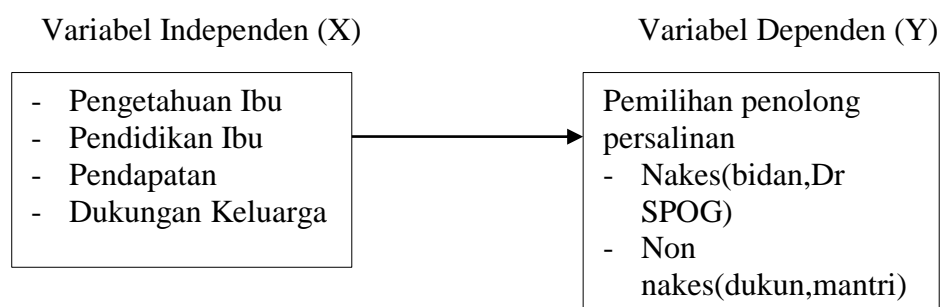 Variabel Independen (X)
- Pengetahuan Ibu
- Pendidikan Ibu
- Pendapatan
- Dukungan Keluarga
Variabel Dependen (Y)
Pemilihan penolong
persalinan
- Nakes(bidan,Dr
SPOG)
- Non
nakes(dukun,mantri)